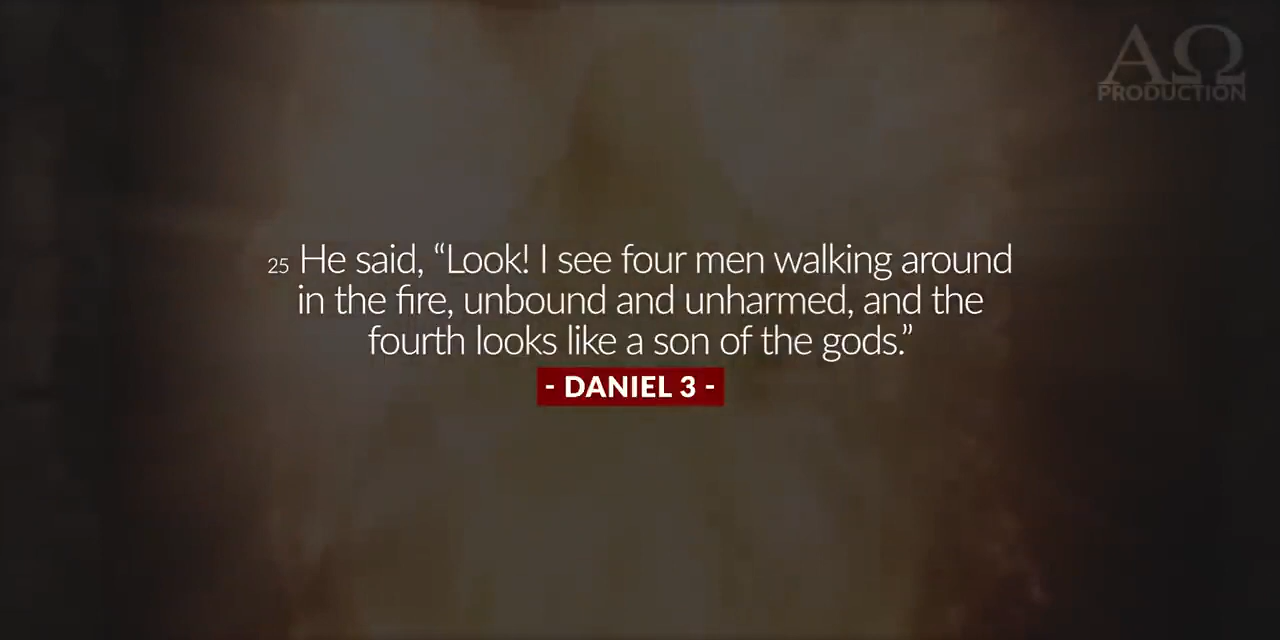 ΑΩ
PRODUCTION
25 He said, “Look! I see four men walking around
in the fire, unbound and unharmed, and the
fourth looks like a son of the gods.”
- DANIEL 3 -